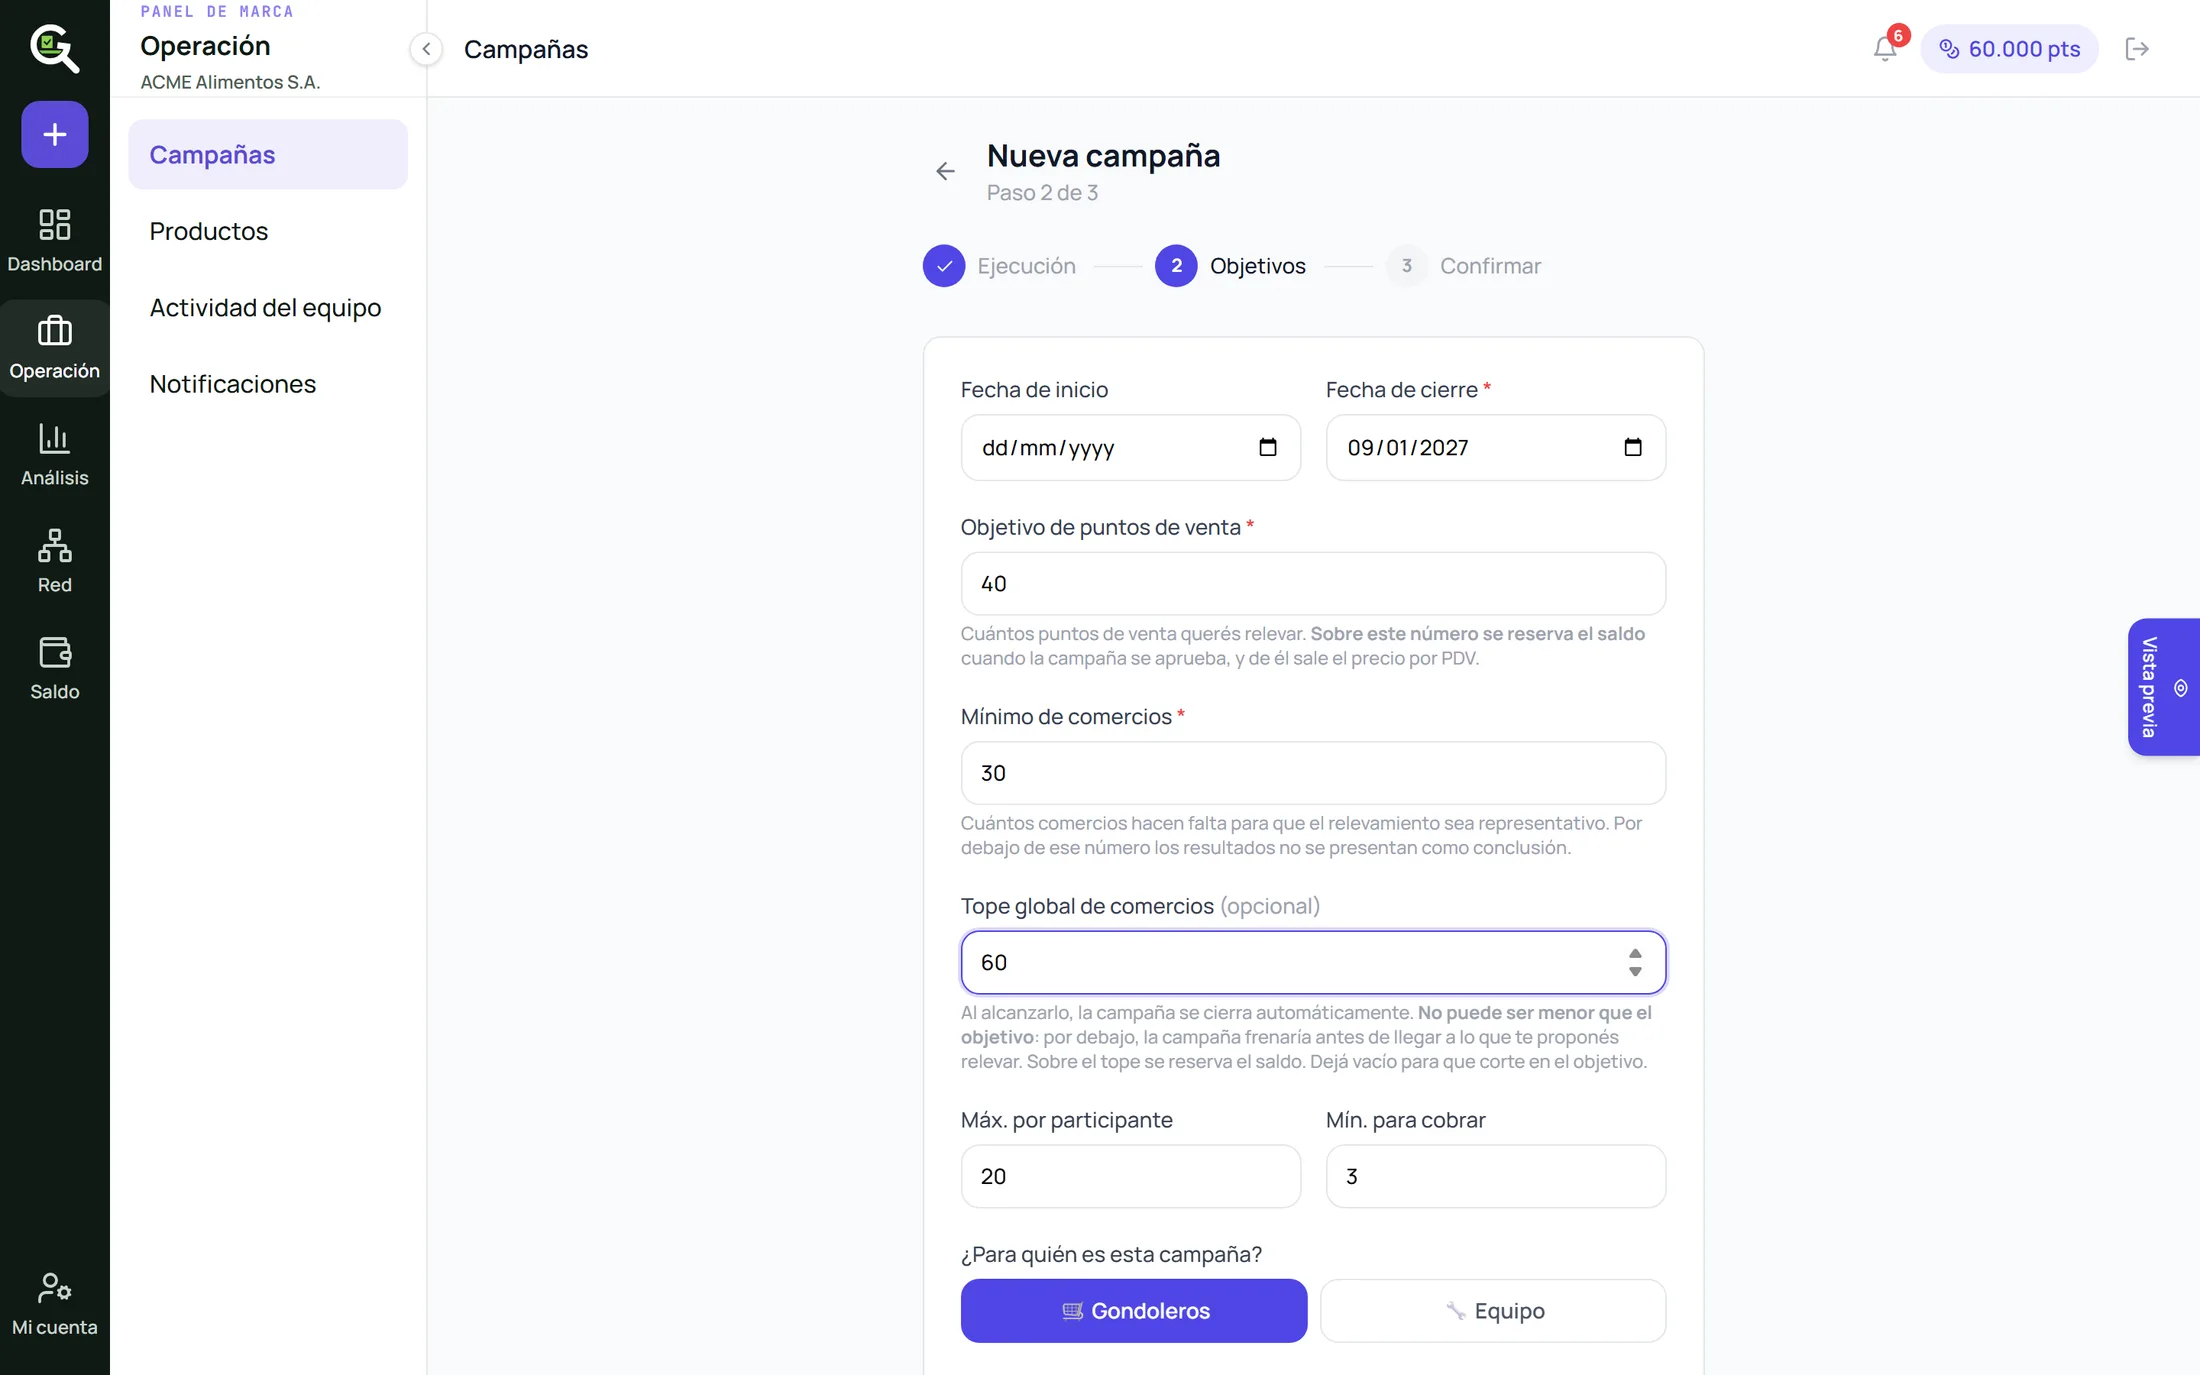 PANEL DE MARCA
Operación
ACME Alimentos S.A.
Campañas
6
60.000 pts
Dashboard
Operación
Análisis
Red
Saldo
Mi cuenta
Campañas
Productos
Actividad del equipo
Notificaciones
Nueva campaña
Paso 2 de 3
Ejecución
2 Objetivos
3 Confirmar
Fecha de inicio
dd/mm/yyyy
Fecha de cierre *
09/01/2027
Objetivo de puntos de venta *
40
Cuántos puntos de venta querés relevar. Sobre este número se reserva el saldo
cuando la campaña se aprueba, y de él sale el precio por PDV.
Mínimo de comercios *
30
Cuántos comercios hacen falta para que el relevamiento sea representativo. Por
debajo de ese número los resultados no se presentan como conclusión.
Tope global de comercios (opcional)
60
Al alcanzarlo, la campaña se cierra automáticamente. No puede ser menor que el
objetivo: por debajo, la campaña frenaría antes de llegar a lo que te proponés
relevar. Sobre el tope se reserva el saldo. Dejá vacío para que corte en el objetivo.
Máx. por participante
20
Mín. para cobrar
3
¿Para quién es esta campaña?
Gondoleros
Equipo
Vista previa